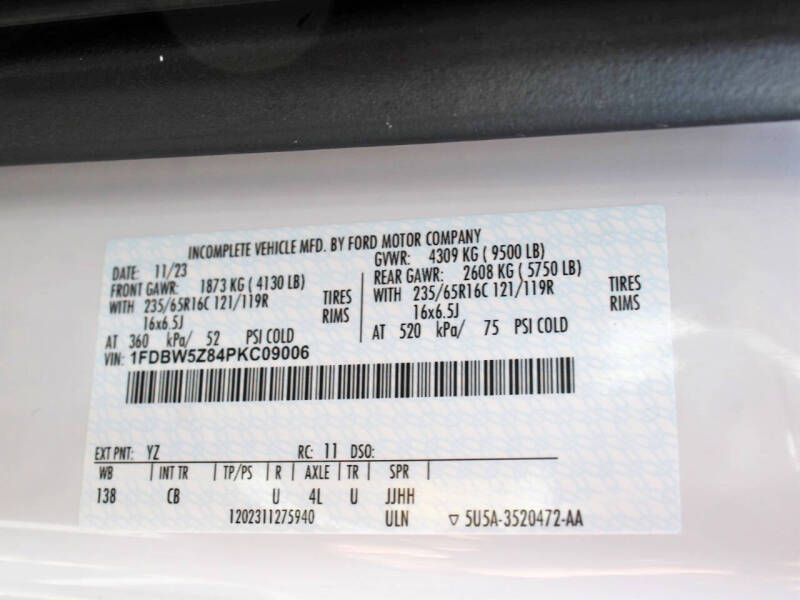 INCOMPLETE VEHICLE MFD. BY FORD MOTOR COMPANY
DATE: 11/23
GVWR: 4309 KG ( 9500 LB)
FRONT GAWR: 1873 KG ( 4130 LB)
REAR GAWR: 2608 KG ( 5750 LB)
WITH 235/65R16C 121/119R TIRES
WITH 235/65R16C 121/119R TIRES
16x6.5J RIMS
16x6.5J RIMS
AT 360 kPa/ 52 PSI COLD
AT 520 kPa/ 75 PSI COLD
VIN: 1FDBW5Z84PKC09006
EXT PNT: YZ RC: 11 DSO:
WB INT TR TP/PS R AXLE TR SPR
138 CB U 4L U JJHH
1202311275940 ULN ▽ 5U5A-3520472-AA